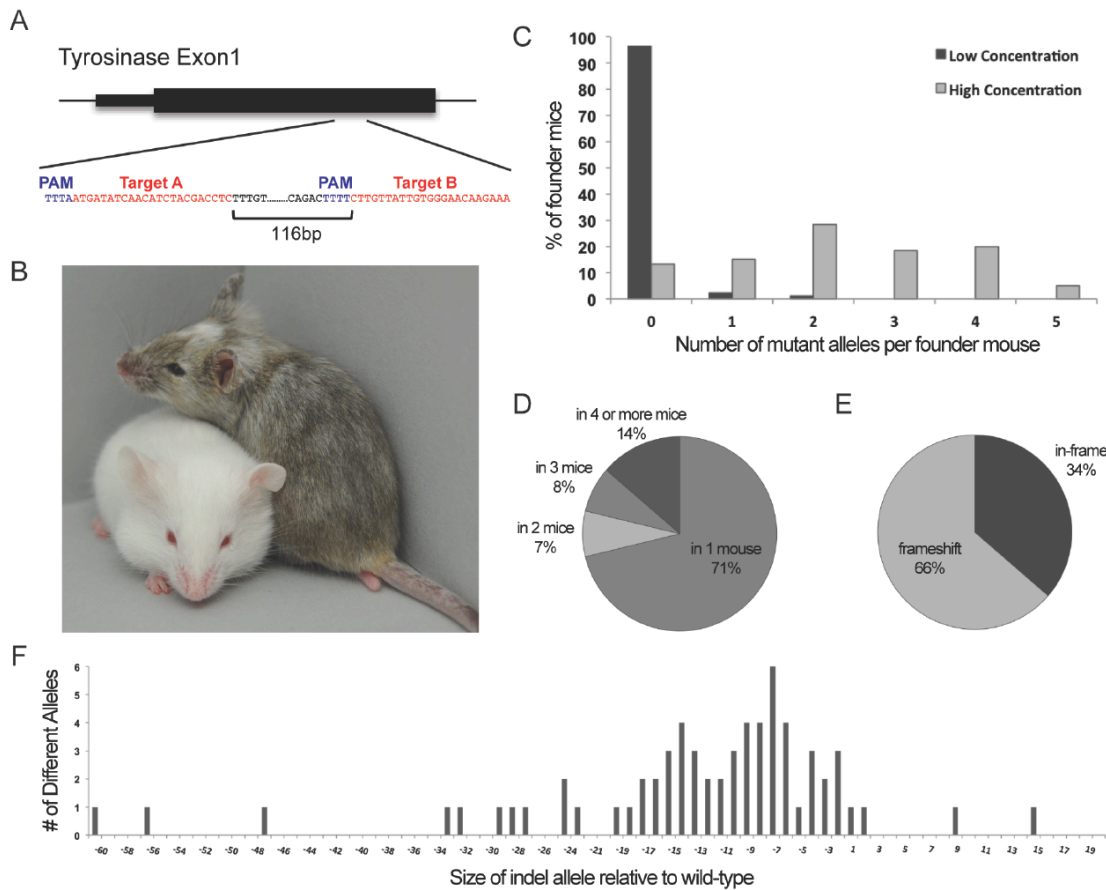 A
Tyrosinase Exon1
PAM Target A PAM Target B
TTTAATGATATCAACATCTACGACCTCTTTGT.........CAGACTTTTCTTGTTATTGTGGGAACAAGAAA
116bp
B
C
100
90
80
70
60
50
40
30
20
10
0
% of founder mice
Low Concentration
High Concentration
0 1 2 3 4 5
Number of mutant alleles per founder mouse
D
in 4 or more mice
14%
in 3 mice
8%
in 2 mice
7%
in 1 mouse
71%
E
in-frame
34%
frameshift
66%
F
# of Different Alleles
6
5
4
3
2
1
0
-60 -58 -56 -54 -52 -50 -48 -46 -44 -42 -40 -38 -36 -34 -32 -30 -28 -26 -24 -21 -19 -17 -15 -13 -11 -9 -7 -5 -3 1 3 5 7 9 11 13 15 17 19
Size of indel allele relative to wild-type